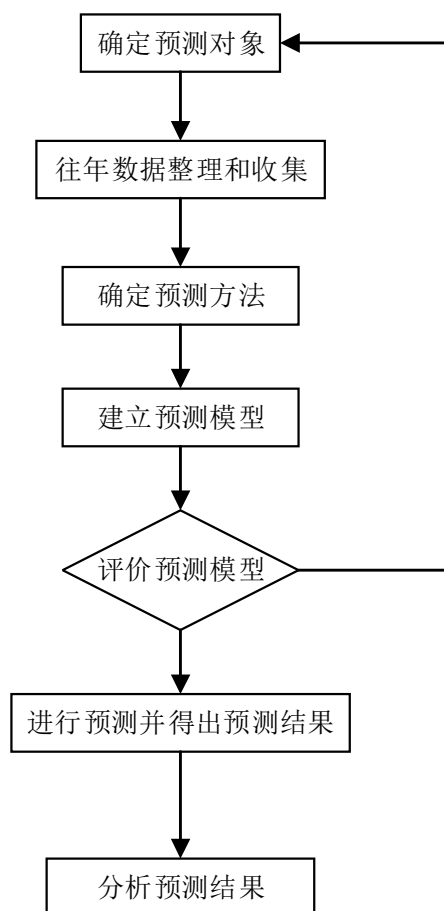 确定预测对象
往年数据整理和收集
确定预测方法
建立预测模型
评价预测模型
进行预测并得出预测结果
分析预测结果